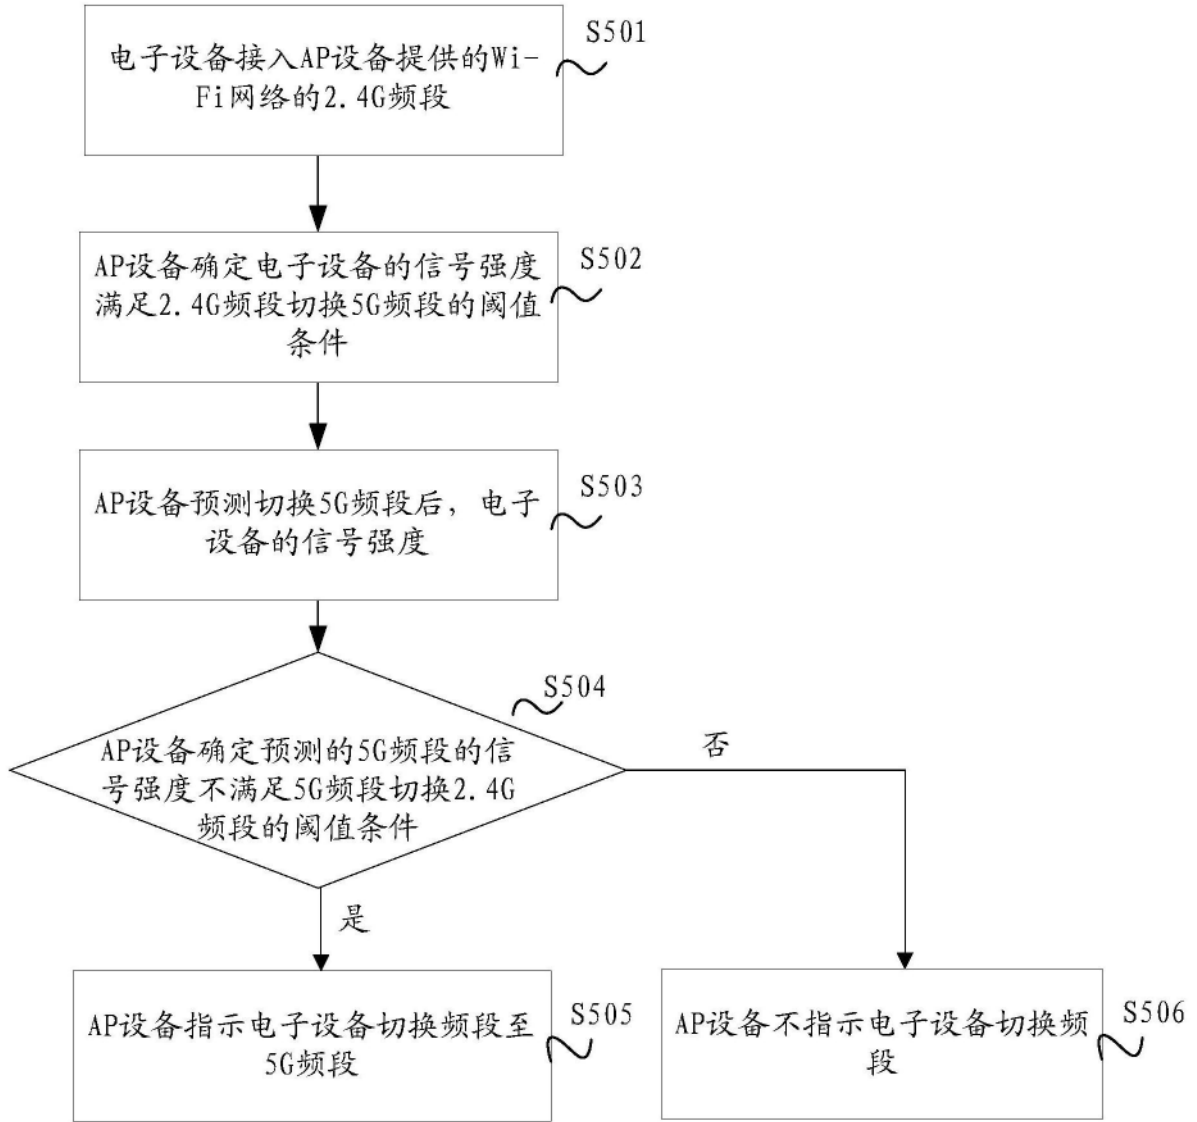 电子设备接入AP设备提供的Wi-
Fi网络的2.4G频段
S501
AP设备确定电子设备的信号强度
满足2.4G频段切换5G频段的阈值
条件
S502
AP设备预测切换5G频段后，电子
设备的信号强度
S503
S504
AP设备确定预测的5G频段的信
号强度不满足5G频段切换2.4G
频段的阈值条件
否
是
AP设备指示电子设备切换频段至
5G频段
S505
AP设备不指示电子设备切换频
段
S506